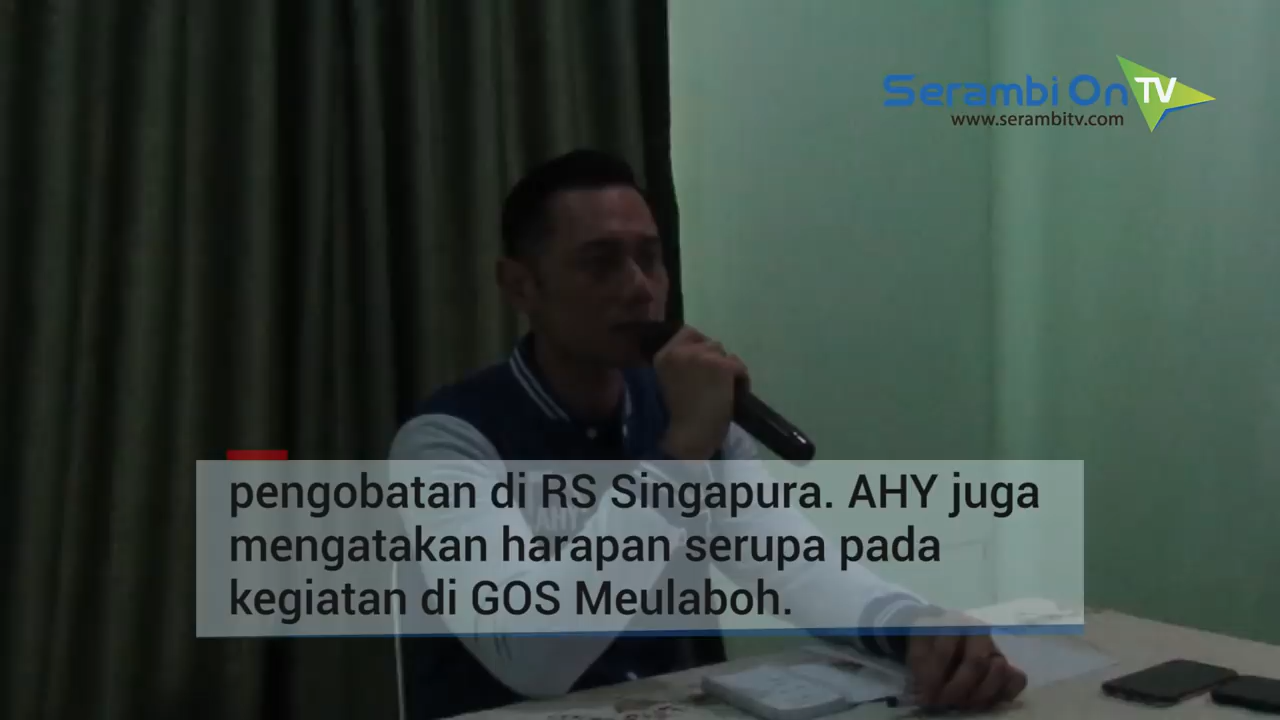 Serambi On TV
www.serambitv.com
AHY
pengobatan di RS Singapura. AHY juga
mengatakan harapan serupa pada
kegiatan di GOS Meulaboh.